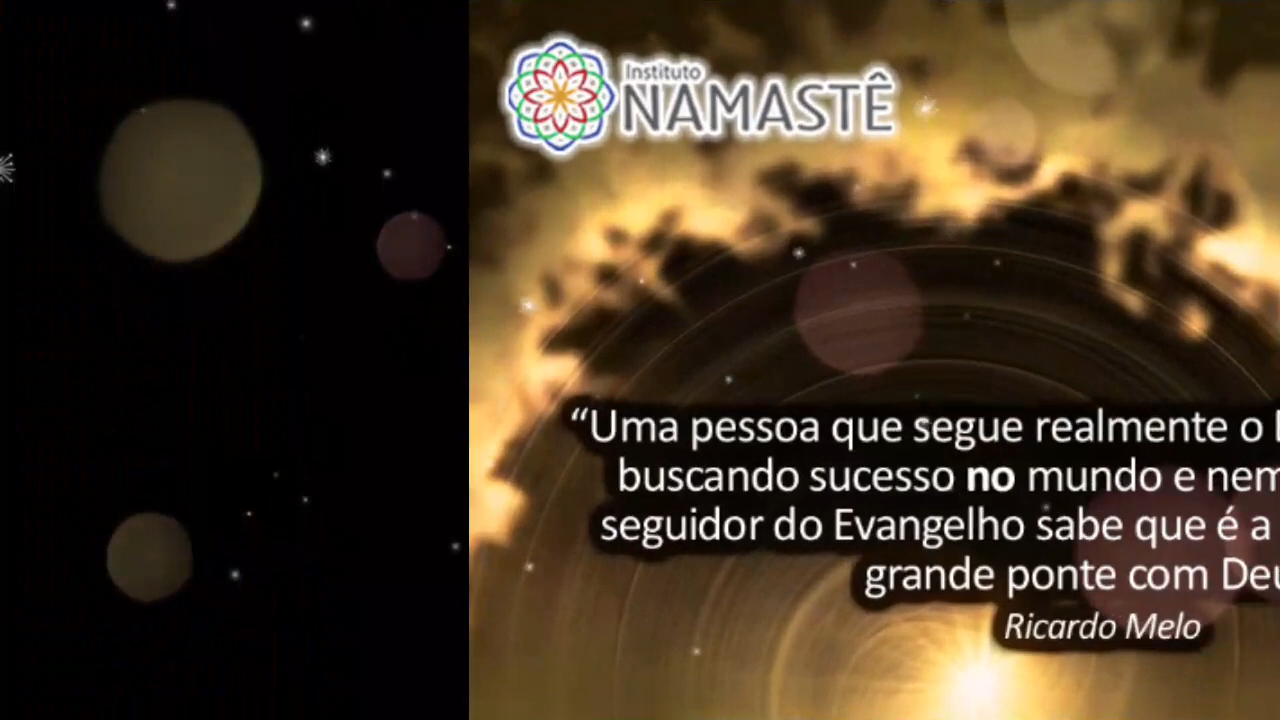 Instituto
NAMASTÊ
“Uma pessoa que segue realmente o
buscando sucesso no mundo e nem
seguidor do Evangelho sabe que é a
grande ponte com Deu
Ricardo Melo